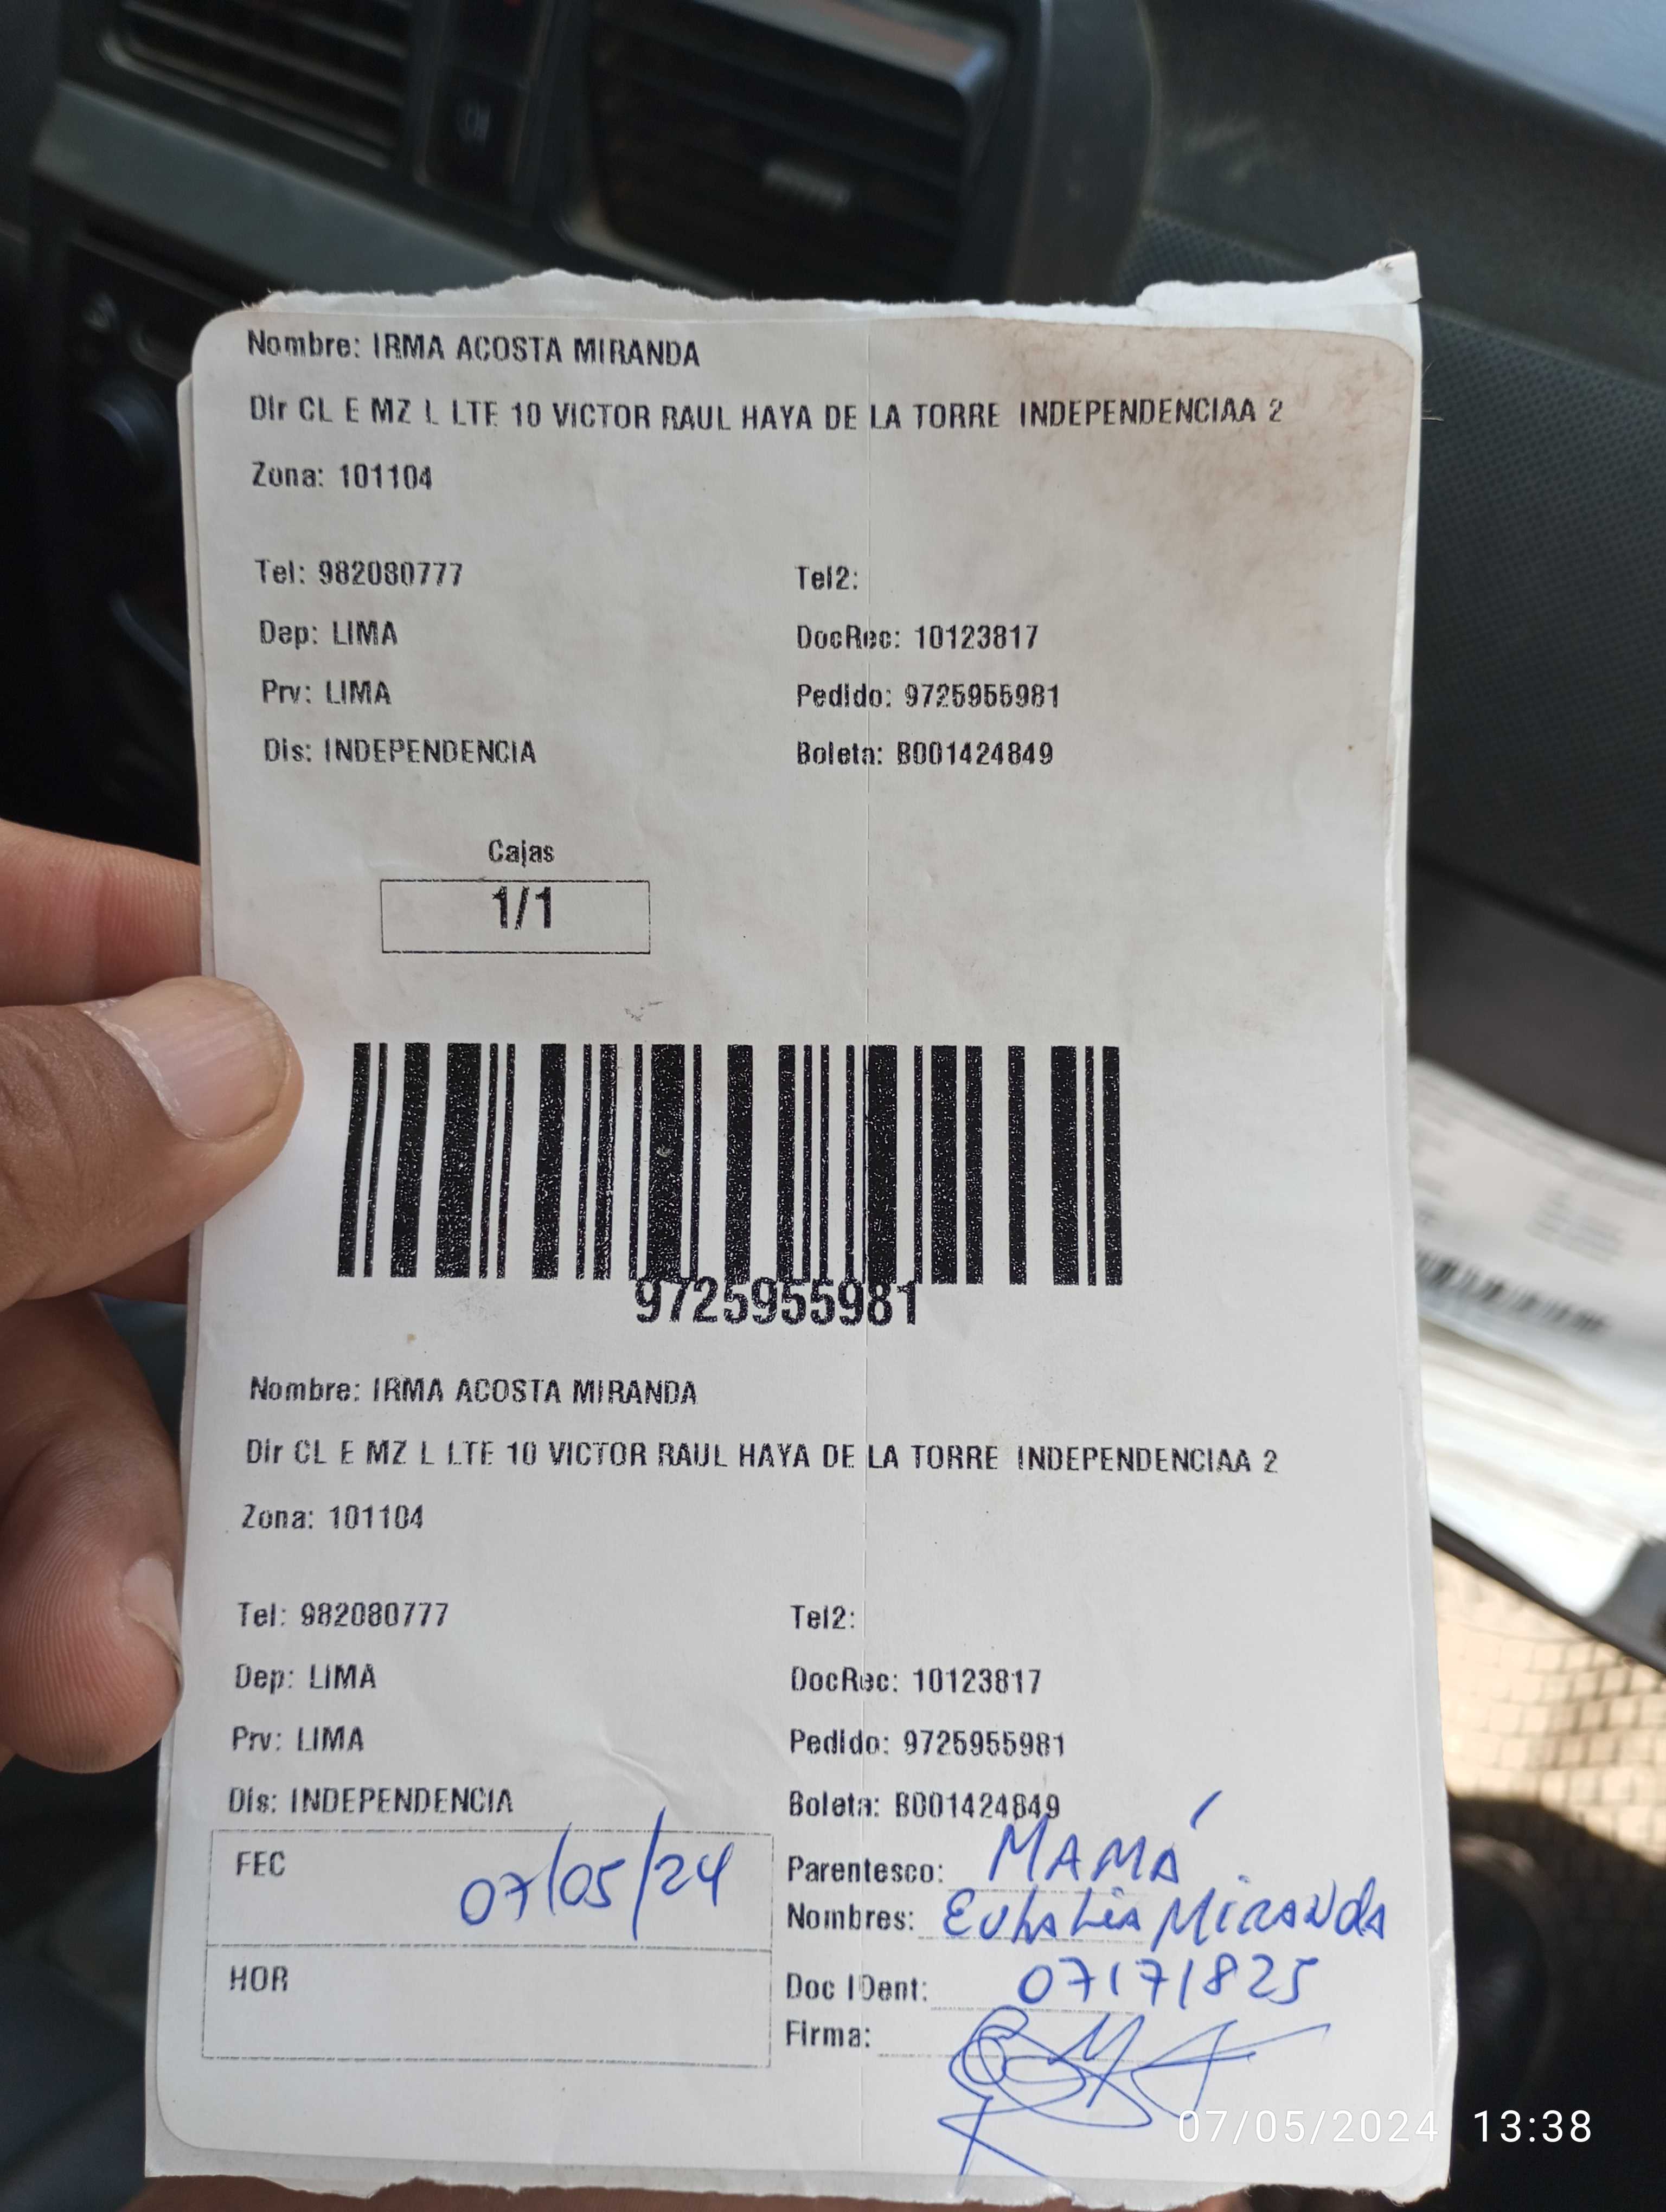 Nombre: IRMA ACOSTA MIRANDA
Dir CL E MZ L LTE 10 VICTOR RAUL HAYA DE LA TORRE INDEPENDENCIAA 2
Zona: 101104
Tel: 982080777 Tel2:
Dep: LIMA DocRec: 10123817
Prv: LIMA Pedido: 9725955981
Dis: INDEPENDENCIA Boleta: B001424849
Cajas
1/1
9725955981
Nombre: IRMA ACOSTA MIRANDA
Dir CL E MZ L LTE 10 VICTOR RAUL HAYA DE LA TORRE INDEPENDENCIAA 2
Zona: 101104
Tel: 982080777 Tel2:
Dep: LIMA DocRec: 10123817
Prv: LIMA Pedido: 9725955981
Dis: INDEPENDENCIA Boleta: B001424849
FEC 07/05/24 Parentesco: MAMÁ
Nombres: Eulalia Miranda
HOR Doc IDent: 07171825
Firma:
07/05/2024 13:38